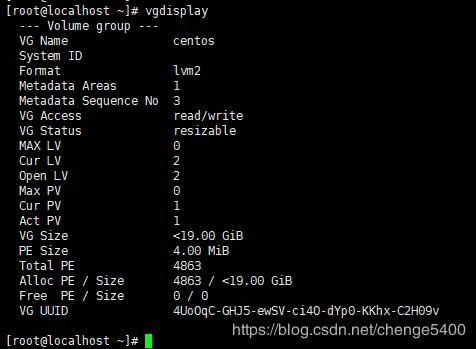 [root@localhost ~]# vgdisplay
--- Volume group ---
VG Name centos
System ID
Format lvm2
Metadata Areas 1
Metadata Sequence No 3
VG Access read/write
VG Status resizable
MAX LV 0
Cur LV 2
Open LV 2
Max PV 0
Cur PV 1
Act PV 1
VG Size <19.00 GiB
PE Size 4.00 MiB
Total PE 4863
Alloc PE / Size 4863 / <19.00 GiB
Free PE / Size 0 / 0
VG UUID 4UoOqC-GHJ5-ewSV-ci4O-dYp0-KKhx-C2H09v
https://blog.csdn.net/chenge5400
[root@localhost ~]#